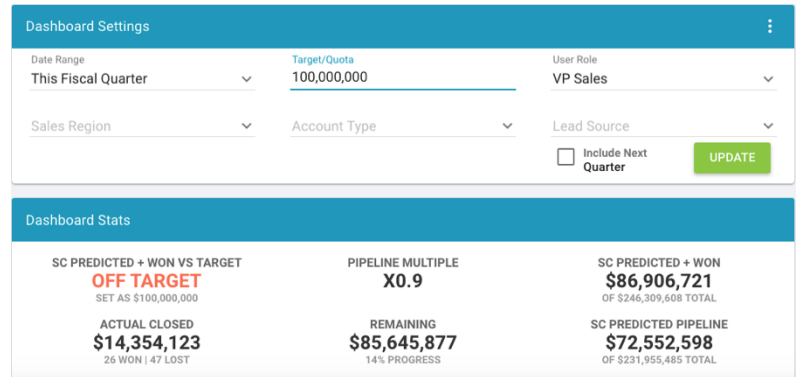 Dashboard Settings
Date Range
Target/Quota
User Role
This Fiscal Quarter
100,000,000
VP Sales
Sales Region
Account Type
Lead Source
Include Next
Quarter
UPDATE
Dashboard Stats
SC PREDICTED + WON VS TARGET
OFF TARGET
SET AS $100,000,000
PIPELINE MULTIPLE
X0.9
SC PREDICTED + WON
$86,906,721
OF $246,309,608 TOTAL
ACTUAL CLOSED
$14,354,123
26 WON | 47 LOST
REMAINING
$85,645,877
14% PROGRESS
SC PREDICTED PIPELINE
$72,552,598
OF $231,955,485 TOTAL